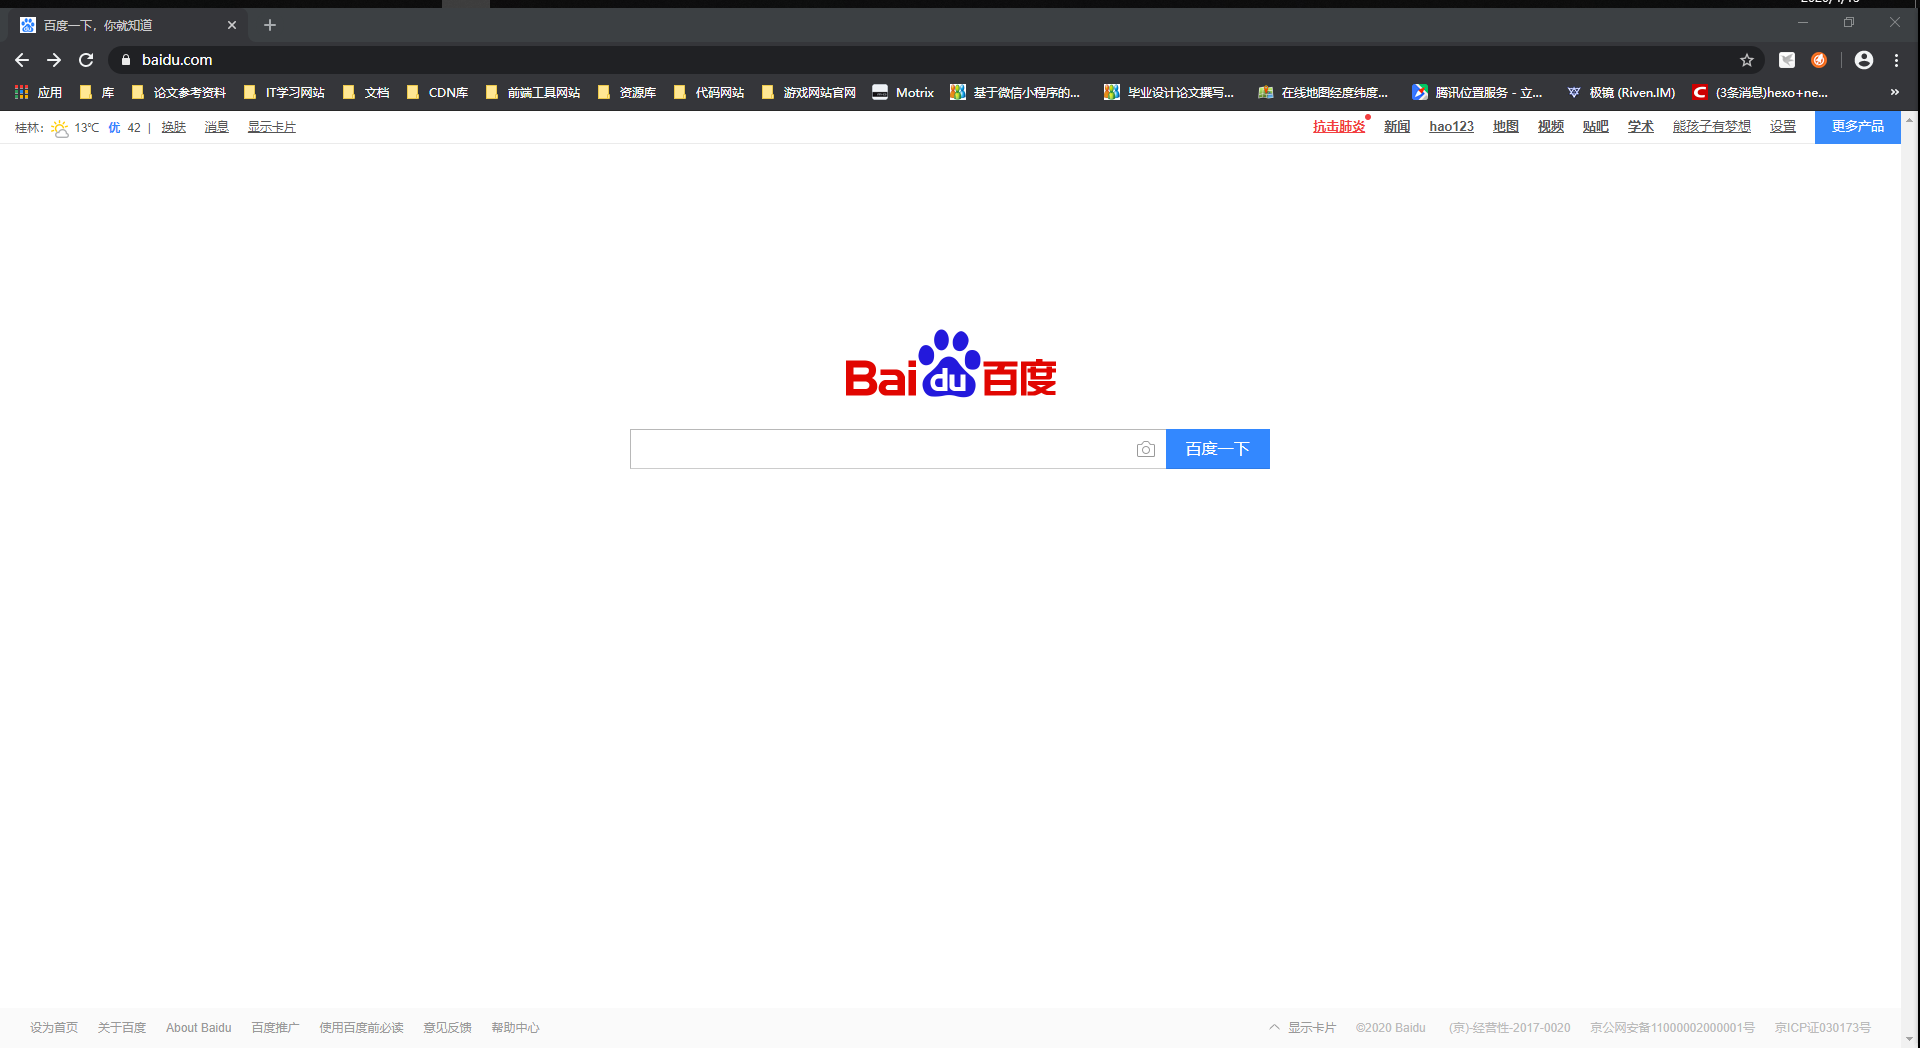 百度一下，你就知道
baidu.com
应用 库 论文参考资料 IT学习网站 文档 CDN库 前端工具网站 资源库 代码网站 游戏网站官网 Motrix 基于微信小程序的... 毕业设计论文撰写... 在线地图经度纬度... 腾讯位置服务 - 立... 极镜 (Riven.IM) (3条消息)hexo+ne... »
桂林: 13℃ 优 42 | 换肤 消息 显示卡片 抗击肺炎 新闻 hao123 地图 视频 贴吧 学术 熊孩子有梦想 设置 更多产品
Bai du 百度
百度一下
设为首页 关于百度 About Baidu 百度推广 使用百度前必读 意见反馈 帮助中心 显示卡片 ©2020 Baidu (京)-经营性-2017-0020 京公网安备11000002000001号 京ICP证030173号